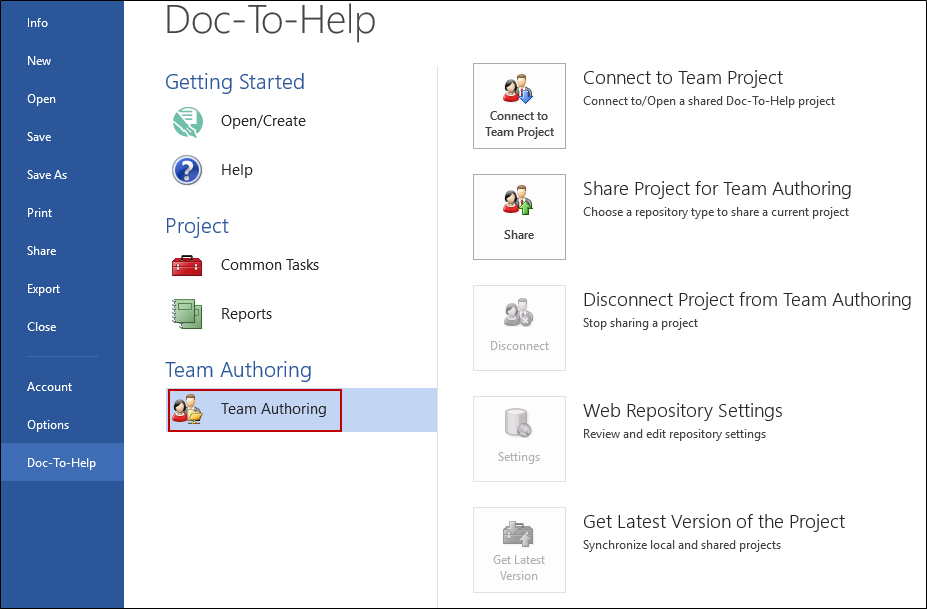 Info
New
Open
Save
Save As
Print
Share
Export
Close
Account
Options
Doc-To-Help
Doc-To-Help
Getting Started
Open/Create
Help
Project
Common Tasks
Reports
Team Authoring
Team Authoring
Connect to
Team Project
Connect to Team Project
Connect to/Open a shared Doc-To-Help project
Share
Share Project for Team Authoring
Choose a repository type to share a current project
Disconnect
Disconnect Project from Team Authoring
Stop sharing a project
Settings
Web Repository Settings
Review and edit repository settings
Get Latest
Version
Get Latest Version of the Project
Synchronize local and shared projects